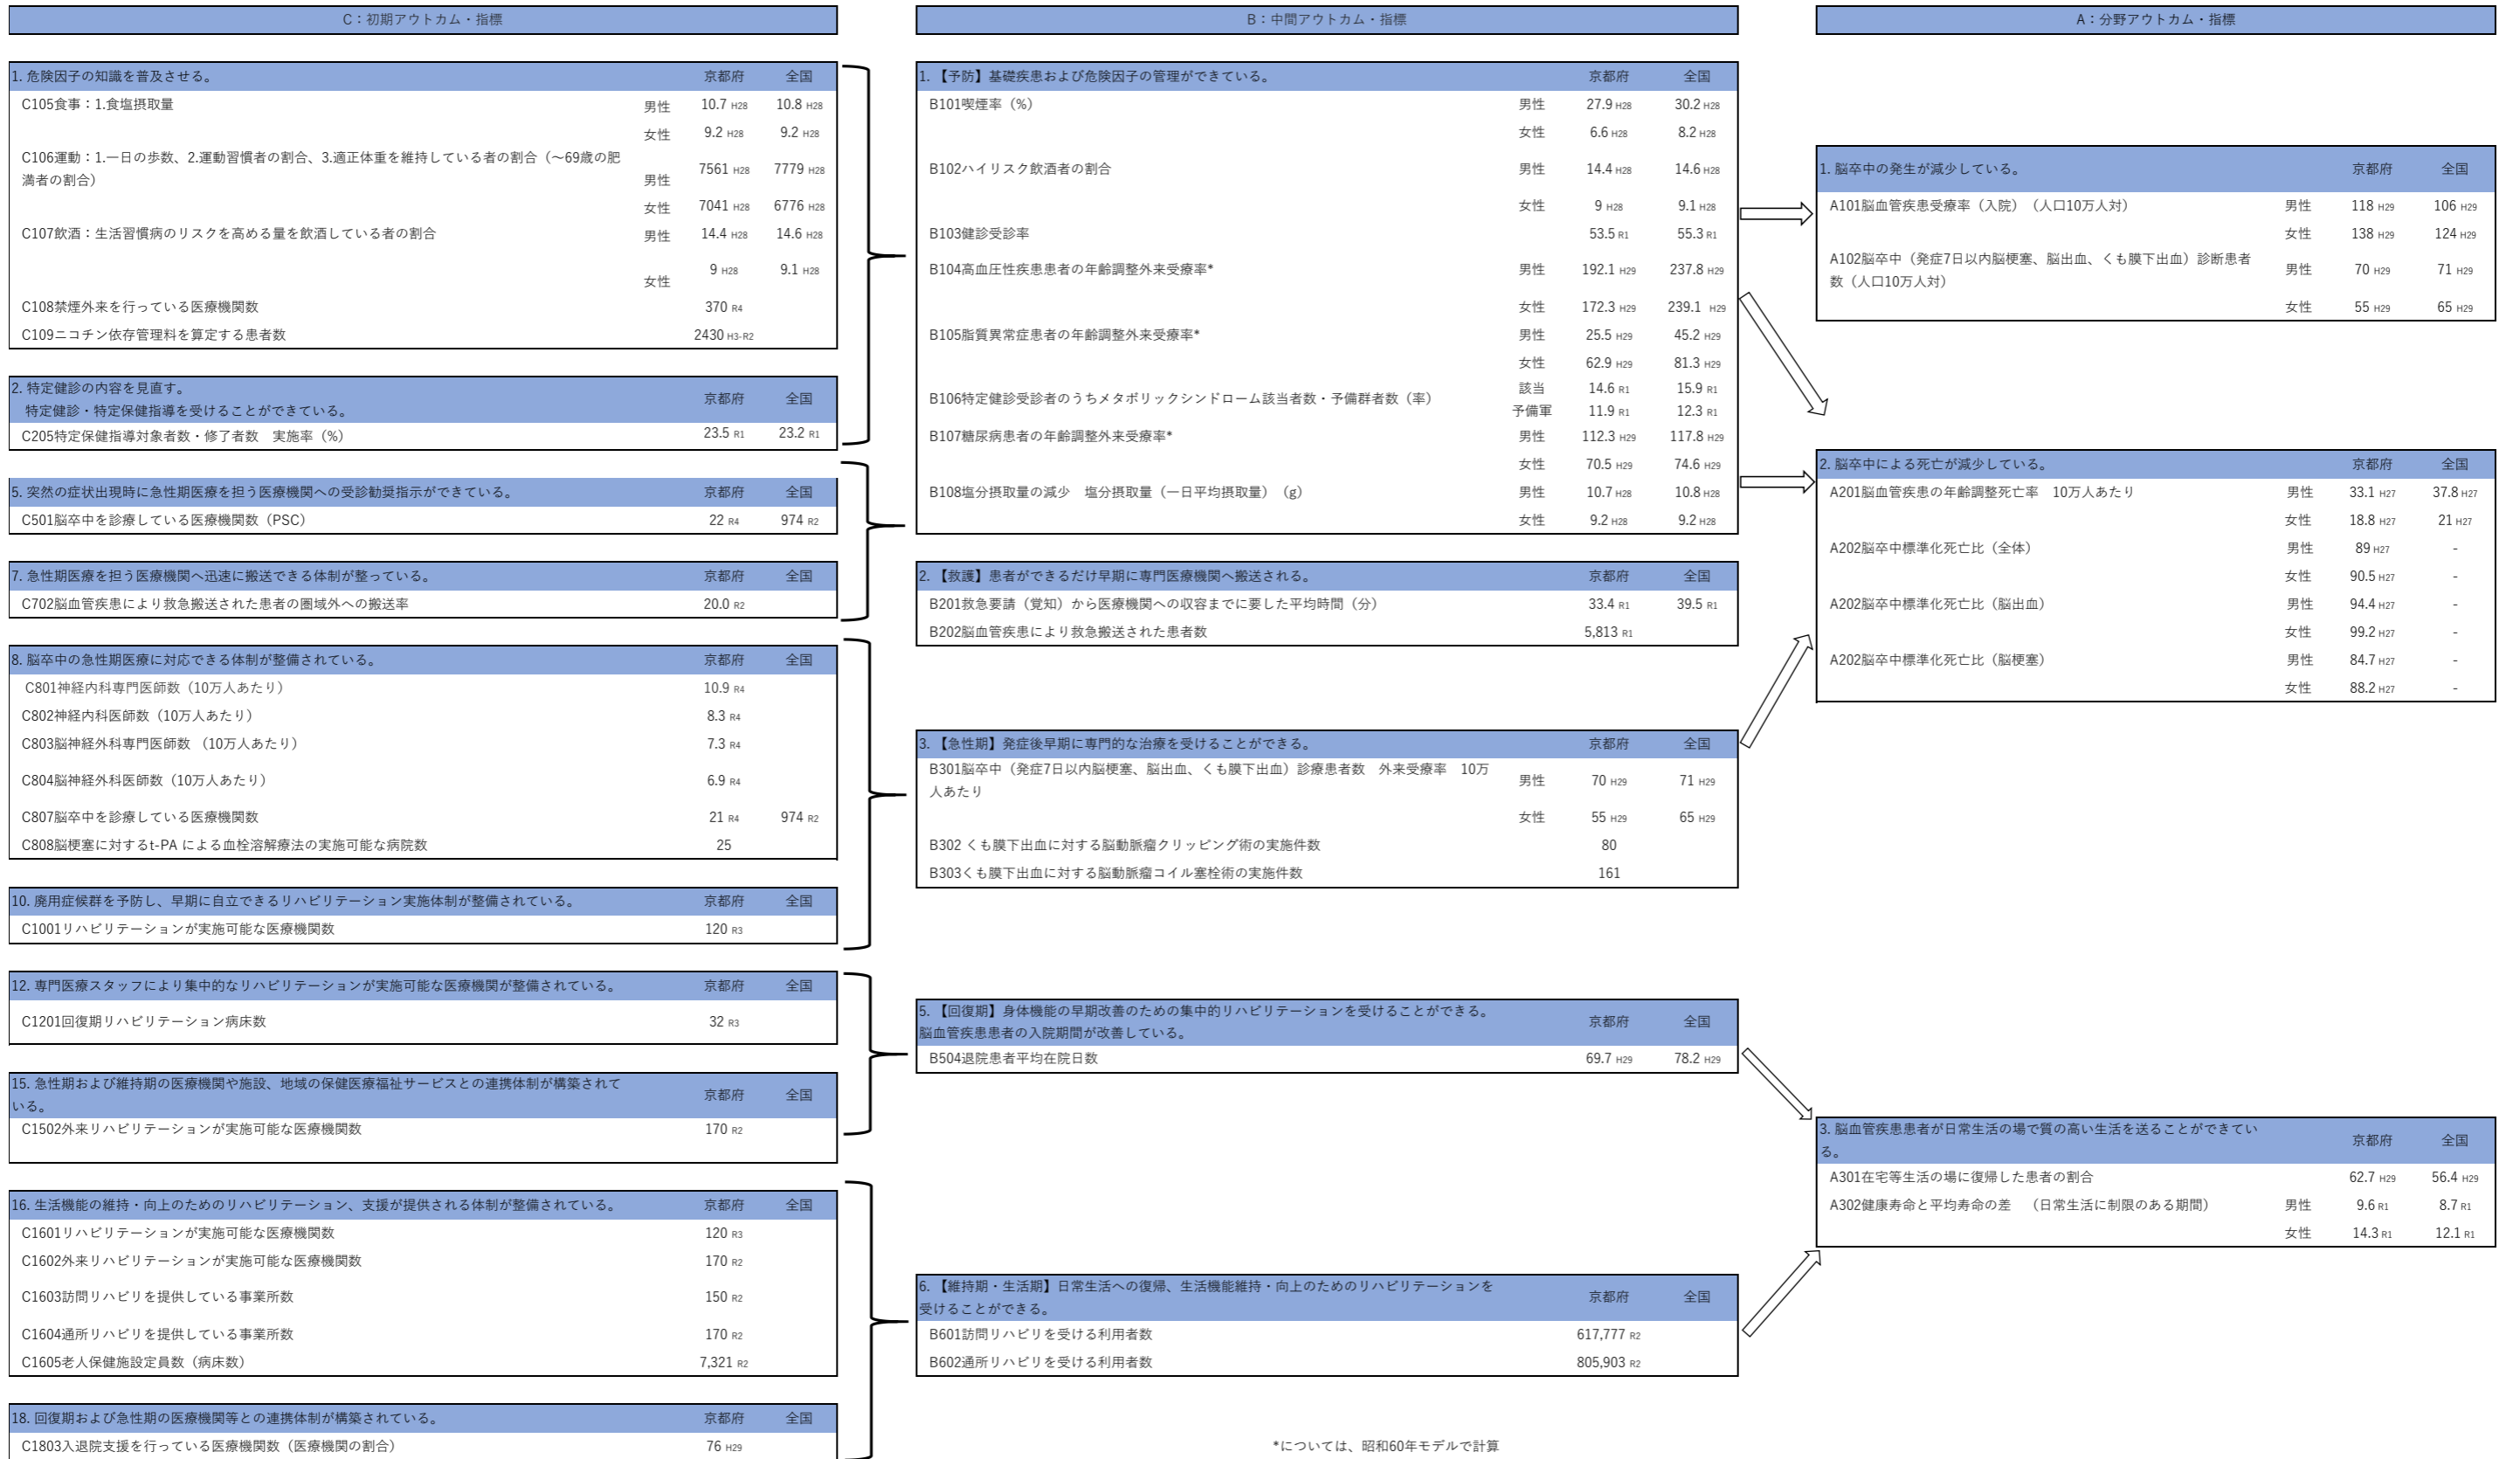 C：初期アウトカム・指標
1. 危険因子の知識を普及させる。 京都府 全国
C105食事：1.食塩摂取量 男性 10.7 H28 10.8 H28
女性 9.2 H28 9.2 H28
C106運動：1.一日の歩数、2.運動習慣者の割合、3.適正体重を維持している者の割合（～69歳の肥
満者の割合） 男性 7561 H28 7779 H28
女性 7041 H28 6776 H28
C107飲酒：生活習慣病のリスクを高める量を飲酒している者の割合 男性 14.4 H28 14.6 H28
女性 9 H28 9.1 H28
C108禁煙外来を行っている医療機関数 370 R4
C109ニコチン依存管理料を算定する患者数 2430 H3-R2
2. 特定健診の内容を見直す。
特定健診・特定保健指導を受けることができている。 京都府 全国
C205特定保健指導対象者数・修了者数　実施率（%） 23.5 R1 23.2 R1
5. 突然の症状出現時に急性期医療を担う医療機関への受診勧奨指示ができている。 京都府 全国
C501脳卒中を診療している医療機関数（PSC） 22 R4 974 R2
7. 急性期医療を担う医療機関へ迅速に搬送できる体制が整っている。 京都府 全国
C702脳血管疾患により救急搬送された患者の圏域外への搬送率 20.0 R2
8. 脳卒中の急性期医療に対応できる体制が整備されている。 京都府 全国
C801神経内科専門医師数（10万人あたり） 10.9 R4
C802神経内科医師数（10万人あたり） 8.3 R4
C803脳神経外科専門医師数 （10万人あたり） 7.3 R4
C804脳神経外科医師数（10万人あたり） 6.9 R4
C807脳卒中を診療している医療機関数 21 R4 974 R2
C808脳梗塞に対するt-PA による血栓溶解療法の実施可能な病院数 25
10. 廃用症候群を予防し、早期に自立できるリハビリテーション実施体制が整備されている。 京都府 全国
C1001リハビリテーションが実施可能な医療機関数 120 R3
12. 専門医療スタッフにより集中的なリハビリテーションが実施可能な医療機関が整備されている。 京都府 全国
C1201回復期リハビリテーション病床数 32 R3
15. 急性期および維持期の医療機関や施設、地域の保健医療福祉サービスとの連携体制が構築されて
いる。 京都府 全国
C1502外来リハビリテーションが実施可能な医療機関数 170 R2
16. 生活機能の維持・向上のためのリハビリテーション、支援が提供される体制が整備されている。 京都府 全国
C1601リハビリテーションが実施可能な医療機関数 120 R3
C1602外来リハビリテーションが実施可能な医療機関数 170 R2
C1603訪問リハビリを提供している事業所数 150 R2
C1604通所リハビリを提供している事業所数 170 R2
C1605老人保健施設定員数（病床数） 7,321 R2
18. 回復期および急性期の医療機関等との連携体制が構築されている。 京都府 全国
C1803入退院支援を行っている医療機関数（医療機関の割合） 76 H29
B：中間アウトカム・指標
1. 【予防】基礎疾患および危険因子の管理ができている。 京都府 全国
B101喫煙率（%） 男性 27.9 H28 30.2 H28
女性 6.6 H28 8.2 H28
B102ハイリスク飲酒者の割合 男性 14.4 H28 14.6 H28
女性 9 H28 9.1 H28
B103健診受診率 53.5 R1 55.3 R1
B104高血圧性疾患患者の年齢調整外来受療率* 男性 192.1 H29 237.8 H29
女性 172.3 H29 239.1 H29
B105脂質異常症患者の年齢調整外来受療率* 男性 25.5 H29 45.2 H29
女性 62.9 H29 81.3 H29
B106特定健診受診者のうちメタボリックシンドローム該当者数・予備群者数（率） 該当 14.6 R1 15.9 R1
予備軍 11.9 R1 12.3 R1
B107糖尿病患者の年齢調整外来受療率* 男性 112.3 H29 117.8 H29
女性 70.5 H29 74.6 H29
B108塩分摂取量の減少　塩分摂取量（一日平均摂取量）（g） 男性 10.7 H28 10.8 H28
女性 9.2 H28 9.2 H28
2. 【救護】患者ができるだけ早期に専門医療機関へ搬送される。 京都府 全国
B201救急要請（覚知）から医療機関への収容までに要した平均時間（分） 33.4 R1 39.5 R1
B202脳血管疾患により救急搬送された患者数 5,813 R1
3. 【急性期】発症後早期に専門的な治療を受けることができる。 京都府 全国
B301脳卒中（発症7日以内脳梗塞、脳出血、くも膜下出血）診療患者数　外来受療率　10万
人あたり 男性 70 H29 71 H29
女性 55 H29 65 H29
B302 くも膜下出血に対する脳動脈瘤クリッピング術の実施件数 80
B303くも膜下出血に対する脳動脈瘤コイル塞栓術の実施件数 161
5. 【回復期】身体機能の早期改善のための集中的リハビリテーションを受けることができる。
脳血管疾患患者の入院期間が改善している。 京都府 全国
B504退院患者平均在院日数 69.7 H29 78.2 H29
6. 【維持期・生活期】日常生活への復帰、生活機能維持・向上のためのリハビリテーションを
受けることができる。 京都府 全国
B601訪問リハビリを受ける利用者数 617,777 R2
B602通所リハビリを受ける利用者数 805,903 R2
*については、昭和60年モデルで計算
A：分野アウトカム・指標
1. 脳卒中の発生が減少している。 京都府 全国
A101脳血管疾患受療率（入院）（人口10万人対） 男性 118 H29 106 H29
女性 138 H29 124 H29
A102脳卒中（発症7日以内脳梗塞、脳出血、くも膜下出血）診断患者
数（人口10万人対） 男性 70 H29 71 H29
女性 55 H29 65 H29
2. 脳卒中による死亡が減少している。 京都府 全国
A201脳血管疾患の年齢調整死亡率　10万人あたり 男性 33.1 H27 37.8 H27
女性 18.8 H27 21 H27
A202脳卒中標準化死亡比（全体） 男性 89 H27 -
女性 90.5 H27 -
A202脳卒中標準化死亡比（脳出血） 男性 94.4 H27 -
女性 99.2 H27 -
A202脳卒中標準化死亡比（脳梗塞） 男性 84.7 H27 -
女性 88.2 H27 -
3. 脳血管疾患患者が日常生活の場で質の高い生活を送ることができてい
る。 京都府 全国
A301在宅等生活の場に復帰した患者の割合 62.7 H29 56.4 H29
A302健康寿命と平均寿命の差　（日常生活に制限のある期間） 男性 9.6 R1 8.7 R1
女性 14.3 R1 12.1 R1